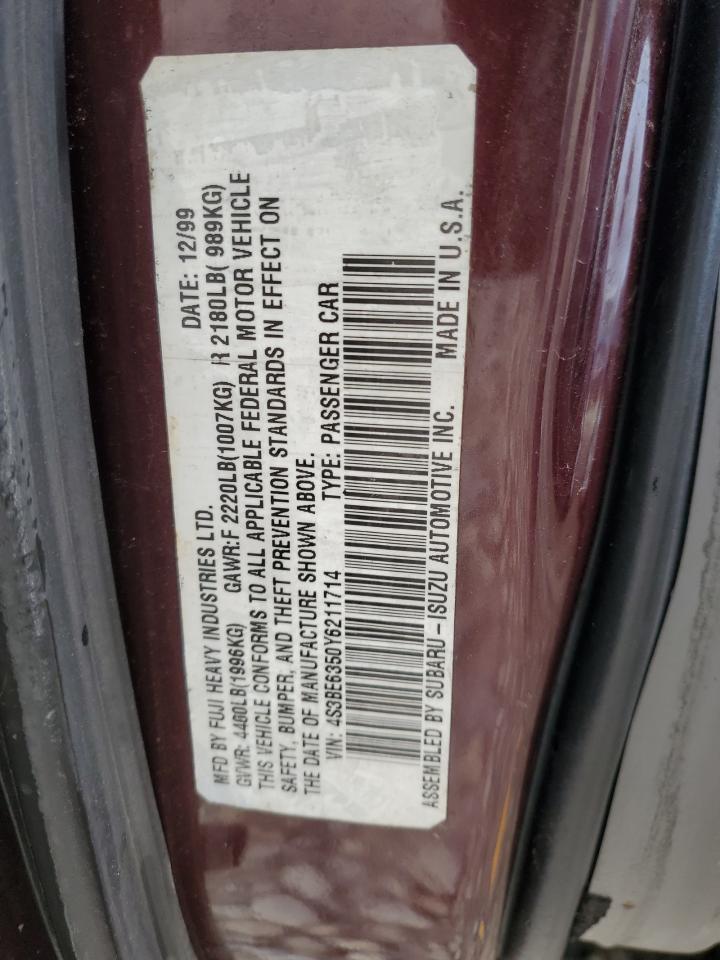 MFD BY FUJI HEAVY INDUSTRIES LTD. DATE: 12/99
GVWR: 4460LB(1996KG) GAWR:F 2220LB(1007KG) R 2180LB( 989KG)
THIS VEHICLE CONFORMS TO ALL APPLICABLE FEDERAL MOTOR VEHICLE
SAFETY, BUMPER, AND THEFT PREVENTION STANDARDS IN EFFECT ON
THE DATE OF MANUFACTURE SHOWN ABOVE.
VIN: 4S3BE6350Y6211714 TYPE: PASSENGER CAR
ASSEMBLED BY SUBARU-ISUZU AUTOMOTIVE INC. MADE IN U.S.A.